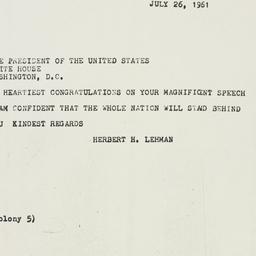 JULY 26, 1961
E PRESIDENT OF THE UNITED STATES
ITE HOUSE
SHINGTON, D.C.
HEARTIEST CONGRATULATIONS ON YOUR MAGNIFICENT SPEECH
AM CONFIDENT THAT THE WHOLE NATION WILL STAND BEHIND
U KINDEST REGARDS
HERBERT H. LEHMAN
olony 5)